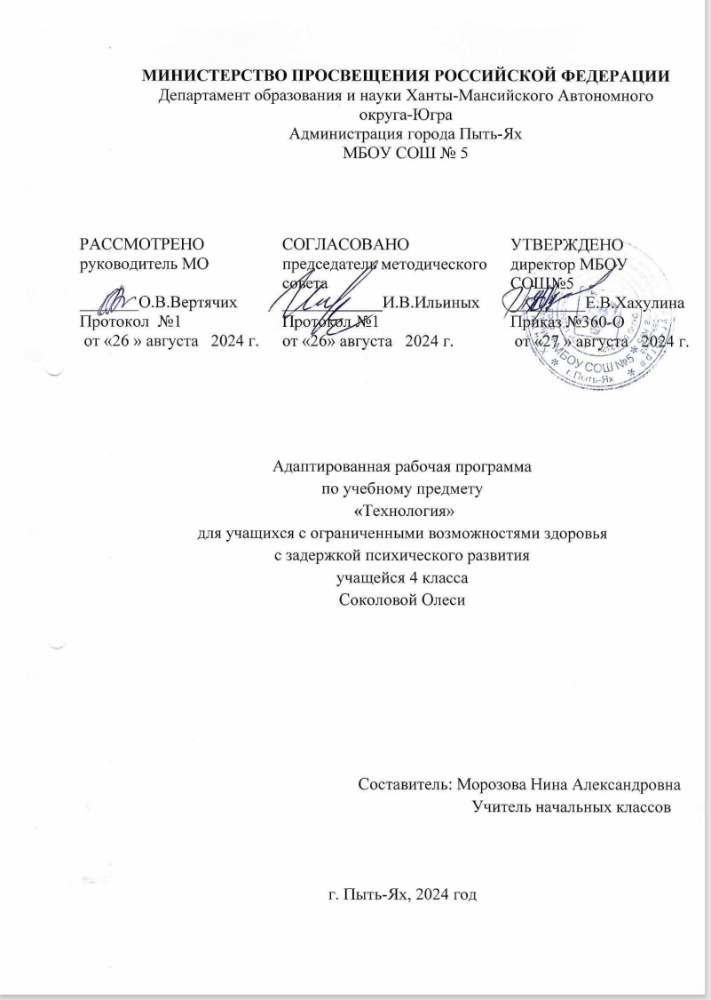 МИНИСТЕРСТВО ПРОСВЕЩЕНИЯ РОССИЙСКОЙ ФЕДЕРАЦИИ
Департамент образования и науки Ханты-Мансийского Автономного
округа-Югра
Администрация города Пыть-Ях
МБОУ СОШ № 5
РАССМОТРЕНО
руководитель МО
О.В.Вертячих
Протокол №1
от «26 » августа 2024 г.
СОГЛАСОВАНО
председатель методического
совета
И.В.Ильиных
Протокол №1
от «26» августа 2024 г.
УТВЕРЖДЕНО
директор МБОУ
СОШ№5
Е.В.Хахулина
Приказ №360-О
от «27 » августа 2024 г.
МБОУ СОШ №5
г.Пыть-Ях
Адаптированная рабочая программа
по учебному предмету
«Технология»
для учащихся с ограниченными возможностями здоровья
с задержкой психического развития
учащейся 4 класса
Соколовой Олеси
Составитель: Морозова Нина Александровна
Учитель начальных классов
г. Пыть-Ях, 2024 год